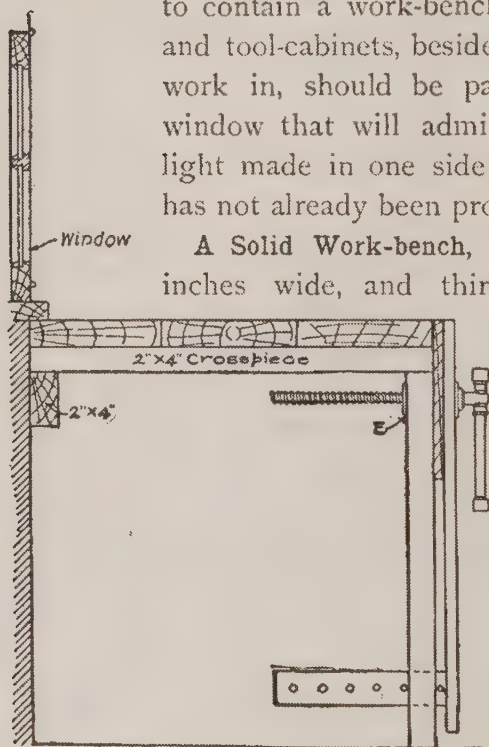 to contain a work-bench
and tool-cabinets, beside
work in, should be pa
window that will admi
light made in one side
has not already been pro
A Solid Work-bench,
inches wide, and thir
Window
2"x4" Crosspiece
2"x4"
E